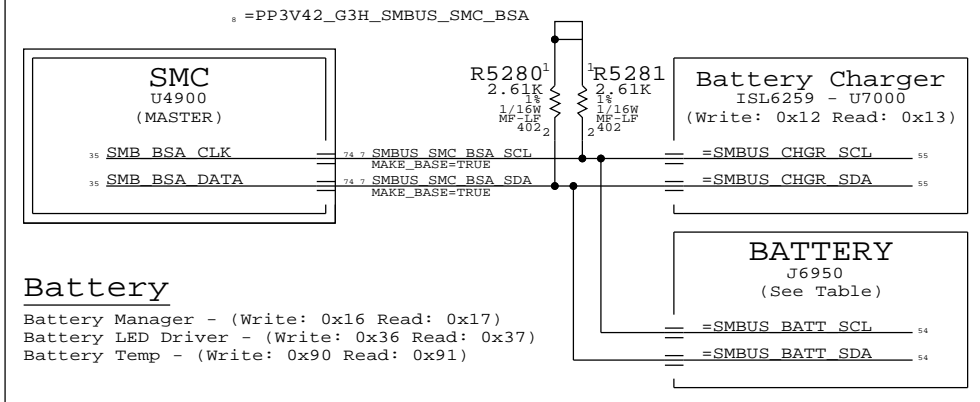 8 =PP3V42_G3H_SMBUS_SMC_BSA
SMC
U4900
(MASTER)
35 SMB_BSA_CLK
35 SMB_BSA_DATA
74 7 SMBUS_SMC_BSA_SCL
MAKE_BASE=TRUE
74 7 SMBUS_SMC_BSA_SDA
MAKE_BASE=TRUE
R5280 1
2.61K
1%
1/16W
MF-LF
402 2
1 R5281
2.61K
1%
1/16W
MF-LF
2 402
Battery Charger
ISL6259 - U7000
(Write: 0x12 Read: 0x13)
=SMBUS_CHGR_SCL 55
=SMBUS_CHGR_SDA 55
BATTERY
J6950
(See Table)
=SMBUS_BATT_SCL 54
=SMBUS_BATT_SDA 54
Battery
Battery Manager - (Write: 0x16 Read: 0x17)
Battery LED Driver - (Write: 0x36 Read: 0x37)
Battery Temp - (Write: 0x90 Read: 0x91)